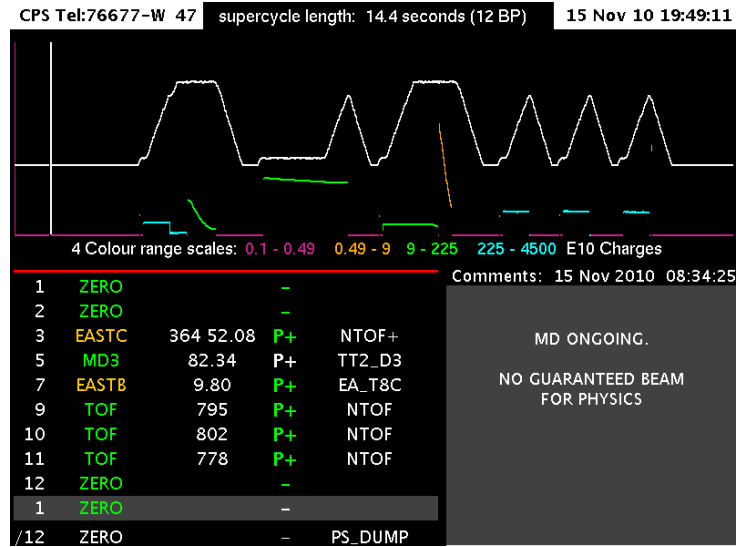 CPS Tel:76677-W 47 supercycle length: 14.4 seconds (12 BP) 15 Nov 10 19:49:11
4 Colour range scales: 0.1 - 0.49 0.49 - 9 9 - 225 225 - 4500 E10 Charges
Comments: 15 Nov 2010 08:34:25
1 ZERO -
2 ZERO -
3 EASTC 364 52.08 P+ NTOF+
5 MD3 82.34 P+ TT2_D3
7 EASTB 9.80 P+ EA_T8C
9 TOF 795 P+ NTOF
10 TOF 802 P+ NTOF
11 TOF 778 P+ NTOF
12 ZERO -
1 ZERO -
/12 ZERO - PS_DUMP
MD ONGOING.
NO GUARANTEED BEAM
FOR PHYSICS